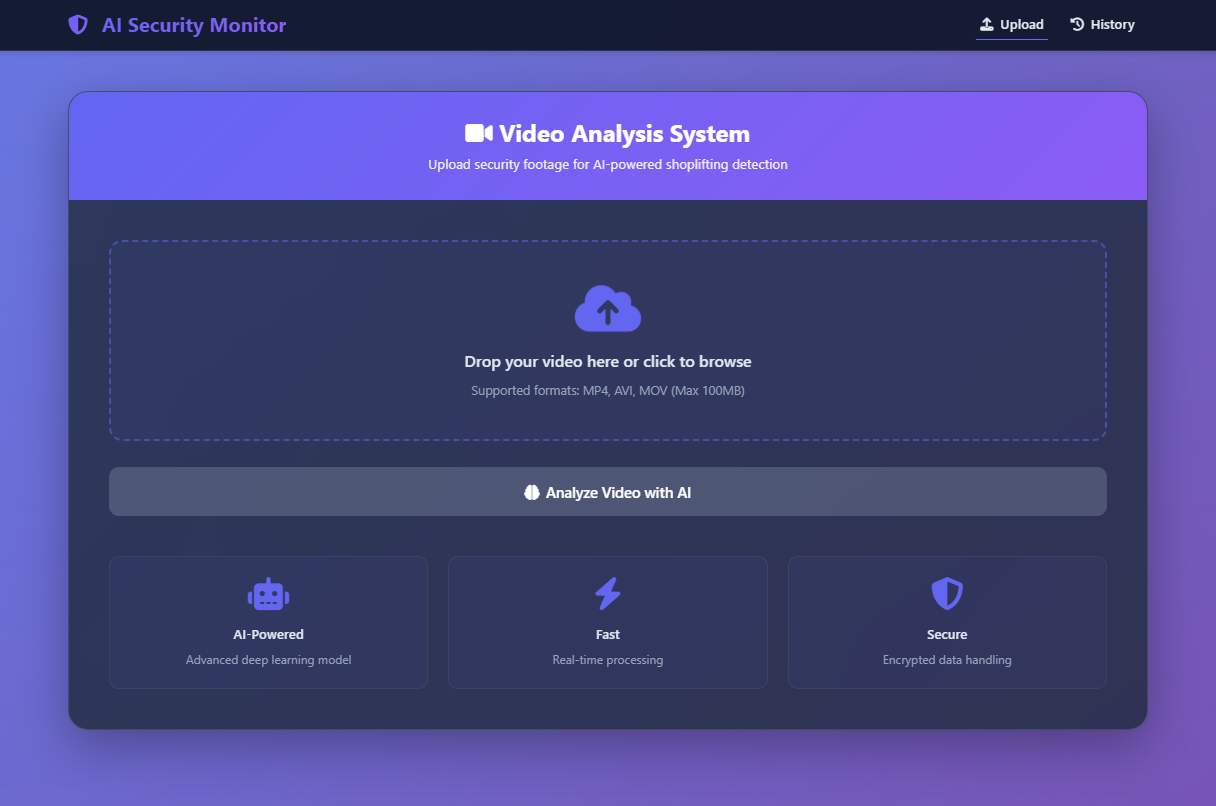 AI Security Monitor
Upload
History
Video Analysis System
Upload security footage for AI-powered shoplifting detection
Drop your video here or click to browse
Supported formats: MP4, AVI, MOV (Max 100MB)
Analyze Video with AI
AI-Powered
Advanced deep learning model
Fast
Real-time processing
Secure
Encrypted data handling